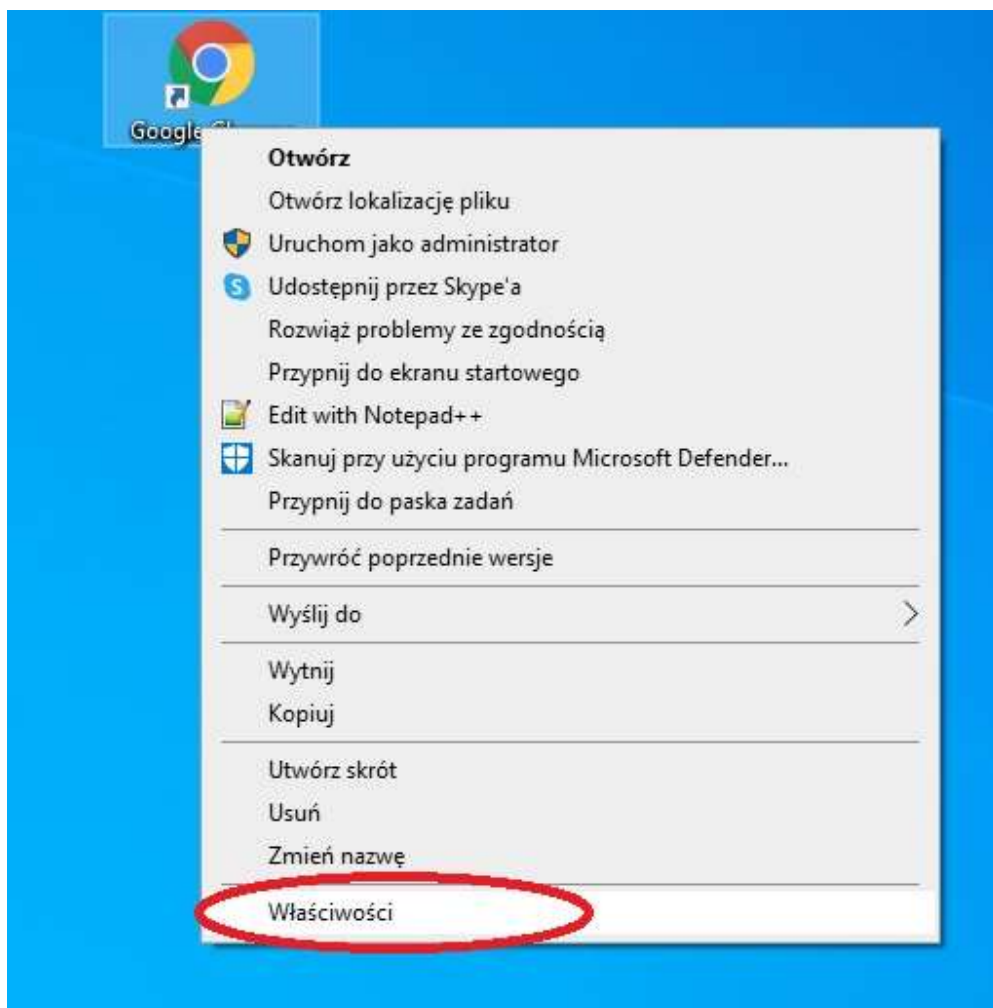 Google
Otwórz
Otwórz lokalizację pliku
Uruchom jako administrator
Udostępnij przez Skype'a
Rozwiąż problemy ze zgodnością
Przypnij do ekranu startowego
Edit with Notepad++
Skanuj przy użyciu programu Microsoft Defender...
Przypnij do paska zadań
Przywróć poprzednie wersje
Wyślij do
Wytnij
Kopiuj
Utwórz skrót
Usuń
Zmień nazwę
Właściwości